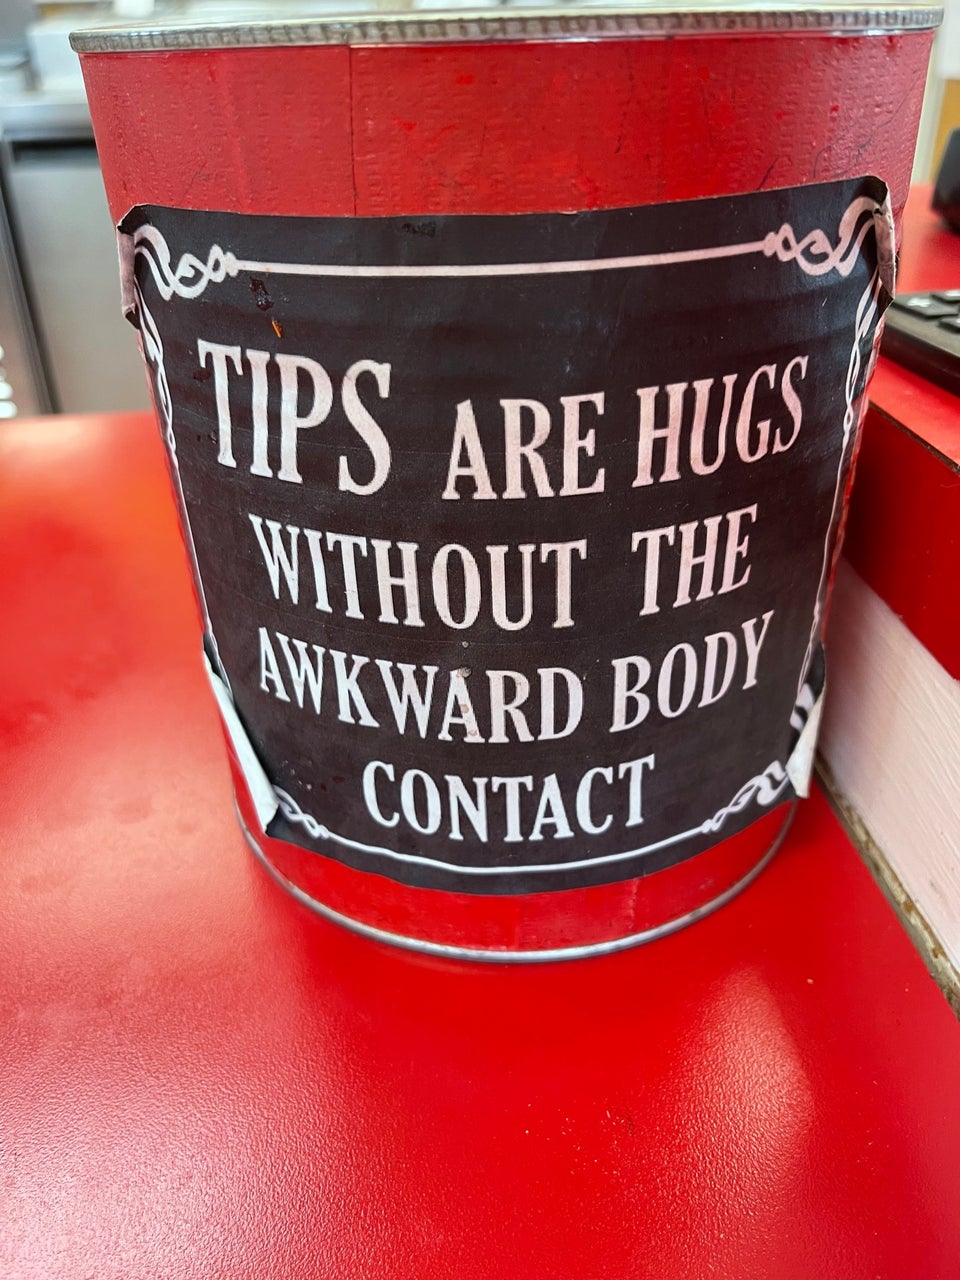 TIPS ARE HUGS
WITHOUT THE
AWKWARD BODY
CONTACT